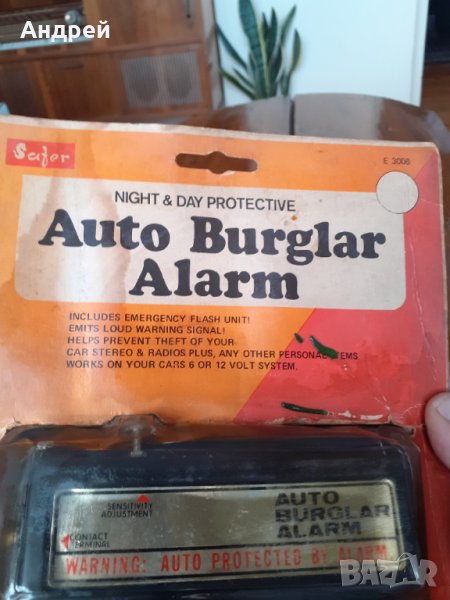 Андрей
Safer
E 3006
NIGHT & DAY PROTECTIVE
Auto Burglar
Alarm
INCLUDES EMERGENCY FLASH UNIT!
EMITS LOUD WARNING SIGNAL!
HELPS PREVENT THEFT OF YOUR
CAR STEREO & RADIOS PLUS, ANY OTHER PERSONAL ITEMS
WORKS ON YOUR CARS 6 OR 12 VOLT SYSTEM.
SENSITIVITY
ADJUSTMENT
CONTACT
TERMINAL
AUTO
BURGLAR
ALARM
WARNING: AUTO PROTECTED BY ALARM
BAZAR